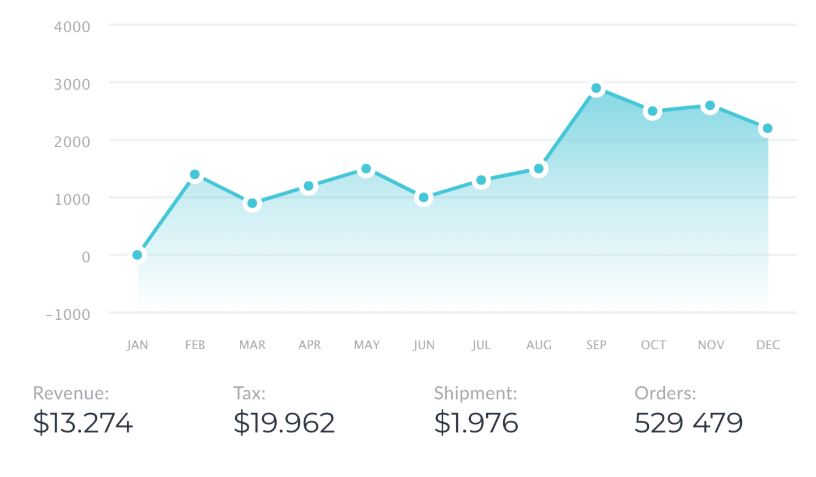 4000
3000
2000
1000
0
−1000
JAN FEB MAR APR MAY JUN JUL AUG SEP OCT NOV DEC
Revenue: Tax: Shipment: Orders:
$13.274 $19.962 $1.976 529 479